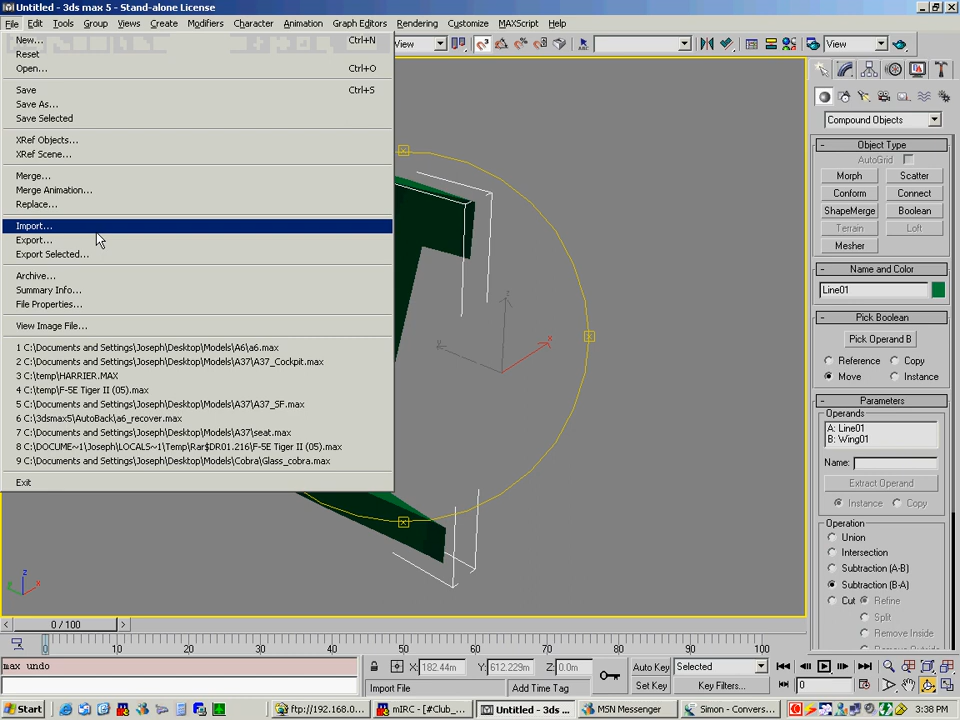 Untitled - 3ds max 5 - Stand-alone License
File Edit Tools Group Views Create Modifiers Character Animation Graph Editors Rendering Customize MAXScript Help
New... Ctrl+N
Reset
Open... Ctrl+O
Save Ctrl+S
Save As...
Save Selected
XRef Objects...
XRef Scene...
Merge...
Merge Animation...
Replace...
Import...
Export...
Export Selected...
Archive...
Summary Info...
File Properties...
View Image File...
1 C:\Documents and Settings\Joseph\Desktop\Models\A6\a6.max
2 C:\Documents and Settings\Joseph\Desktop\Models\A37\A37_Cockpit.max
3 C:\temp\HARRIER.MAX
4 C:\temp\F-5E Tiger II (05).max
5 C:\Documents and Settings\Joseph\Desktop\Models\A37\A37_SF.max
6 C:\3dsmax5\AutoBack\a6_recover.max
7 C:\Documents and Settings\Joseph\Desktop\Models\A37\seat.max
8 C:\DOCUME~1\Joseph\LOCALS~1\Temp\Rar$DR01.216\F-5E Tiger II (05).max
9 C:\Documents and Settings\Joseph\Desktop\Models\Cobra\Glass_cobra.max
Exit
View
View
z
x
y
z
x
Compound Objects
- Object Type
AutoGrid
Morph Scatter
Conform Connect
ShapeMerge Boolean
Terrain Loft
Mesher
- Name and Color
Line01
- Pick Boolean
Pick Operand B
Reference Copy
Move Instance
- Parameters
Operands
A: Line01
B: Wing01
Name:
Extract Operand
Instance Copy
Operation
Union
Intersection
Subtraction (A-B)
Subtraction (B-A)
Cut Refine
Split
Remove Inside
< 0 / 100 >
0 10 20 30 40 50 60 70 80 90 100
max undo
X: 182.44m Y: 612.229m Z: 0.0m
Import File
Add Time Tag
Auto Key Selected
Set Key Key Filters...
0
Start
ftp://192.168.0...
mIRC - [#Club_...
Untitled - 3ds ...
MSN Messenger
Simon - Convers...
3:38 PM